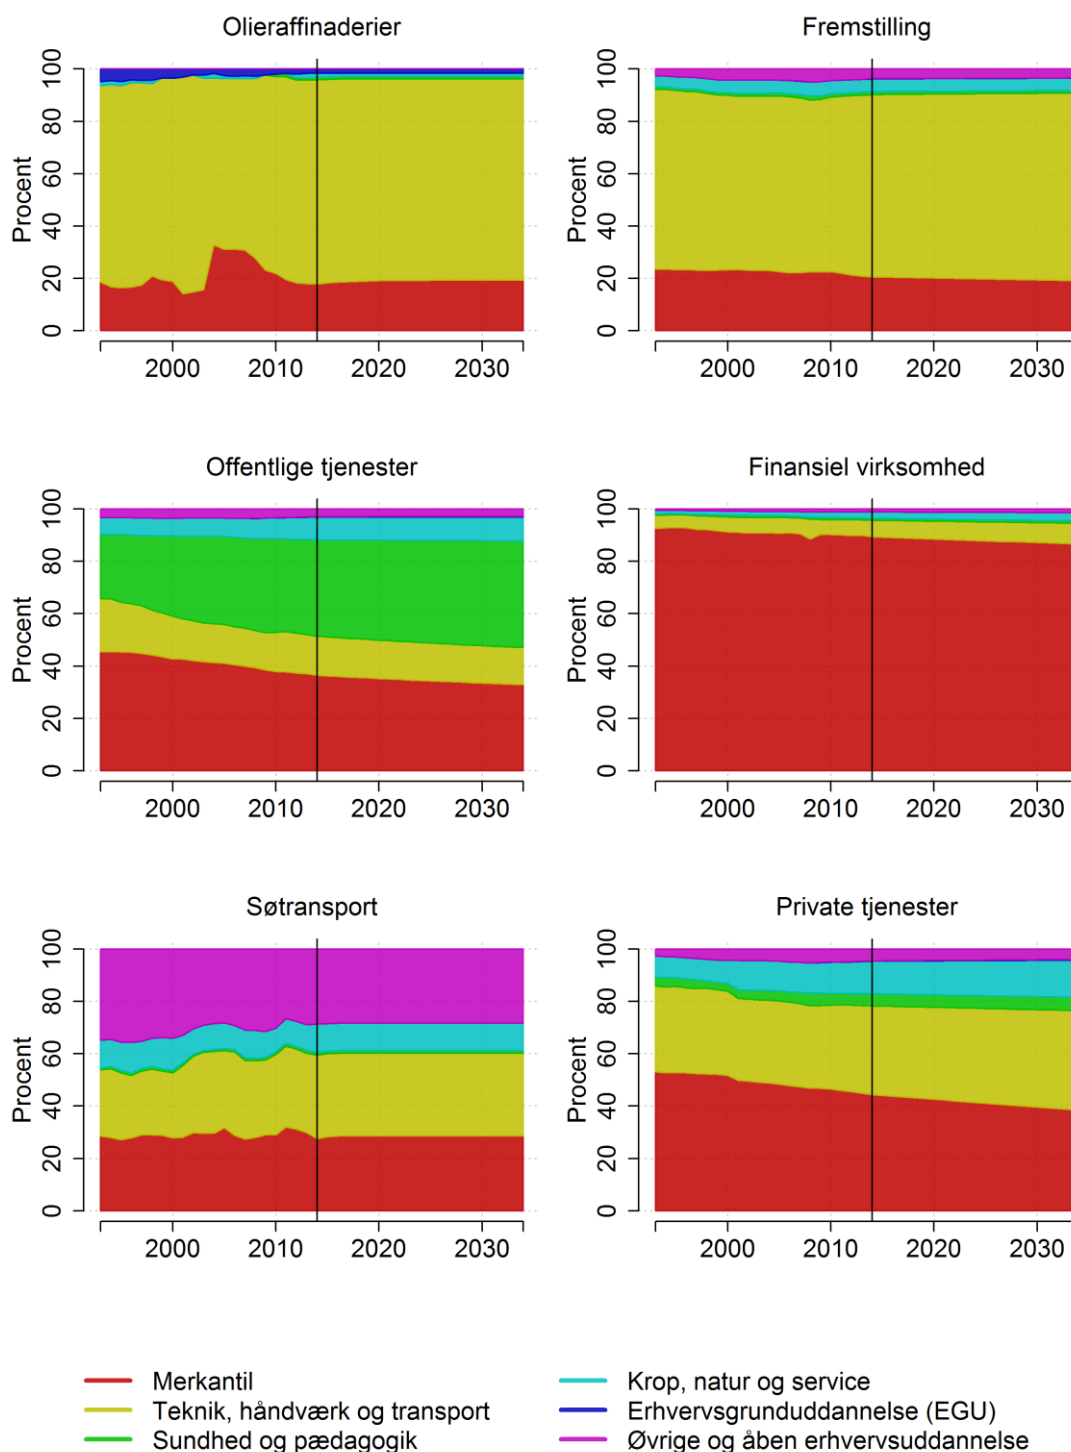 Olieraffinaderier
Procent
0 20 40 60 80 100
2000 2010 2020 2030
Fremstilling
Procent
0 20 40 60 80 100
2000 2010 2020 2030
Offentlige tjenester
Procent
0 20 40 60 80 100
2000 2010 2020 2030
Finansiel virksomhed
Procent
0 20 40 60 80 100
2000 2010 2020 2030
Søtransport
Procent
0 20 40 60 80 100
2000 2010 2020 2030
Private tjenester
Procent
0 20 40 60 80 100
2000 2010 2020 2030
Merkantil
Teknik, håndværk og transport
Sundhed og pædagogik
Krop, natur og service
Erhvervsgrunduddannelse (EGU)
Øvrige og åben erhvervsuddannelse